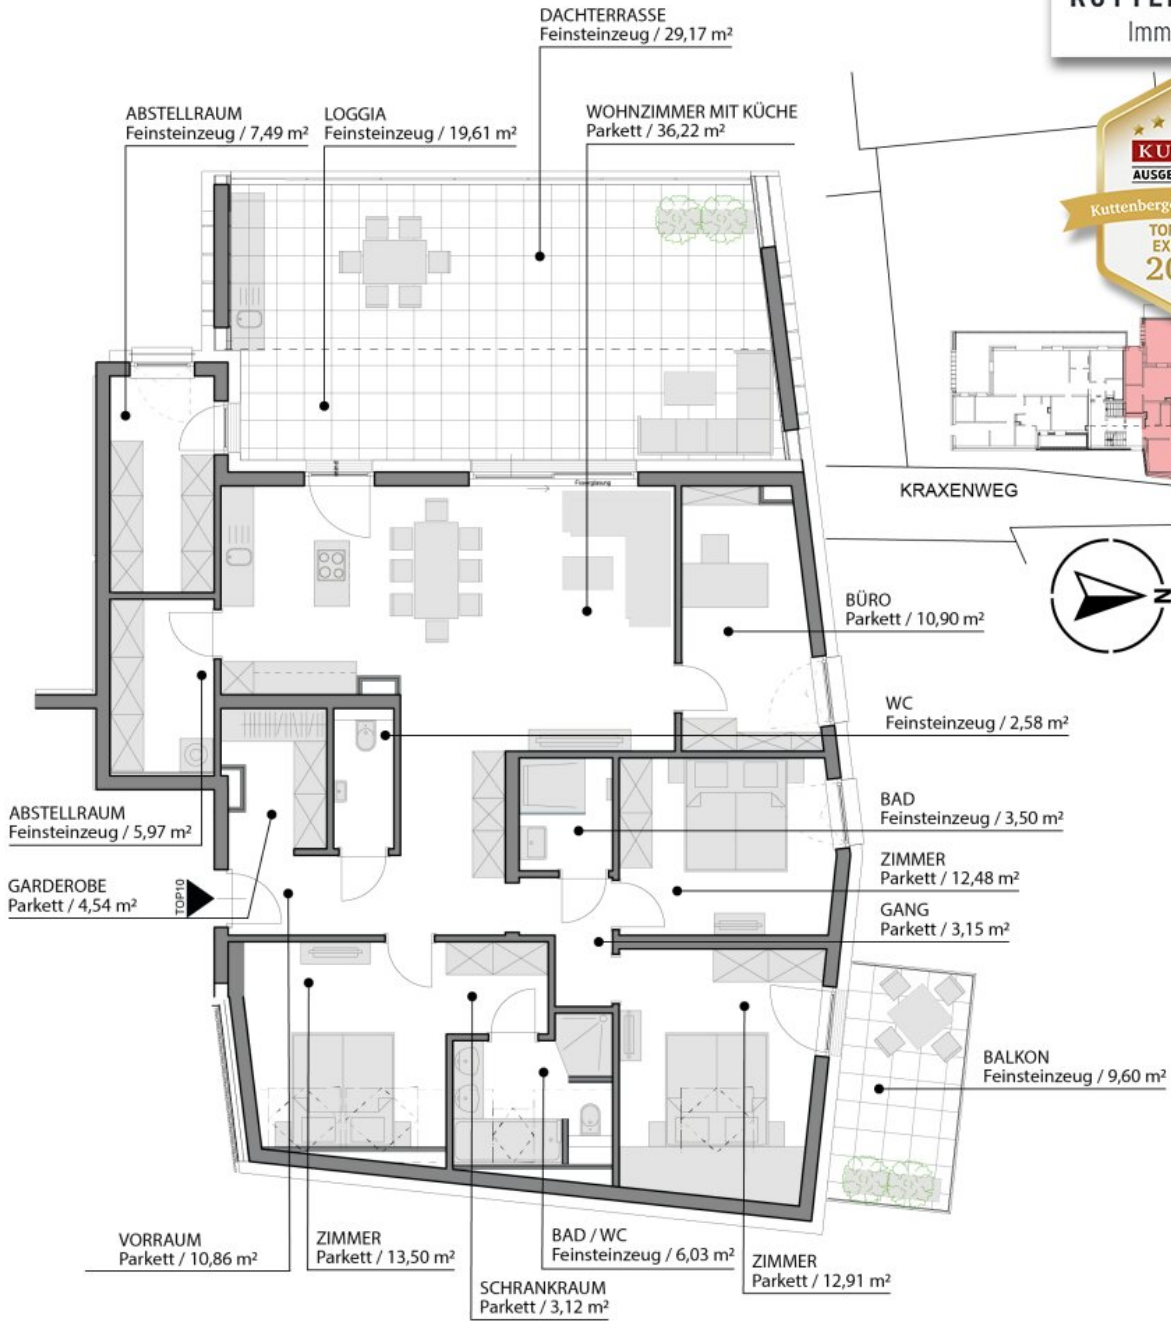 DACHTERRASSE
Feinsteinzeug / 29,17 m²
ABSTELLRAUM
Feinsteinzeug / 7,49 m²
LOGGIA
Feinsteinzeug / 19,61 m²
WOHNZIMMER MIT KÜCHE
Parkett / 36,22 m²
Imm
KU
AUSGE
Kuttenberge
TO
EX
20
KRAXENWEG
N
BÜRO
Parkett / 10,90 m²
WC
Feinsteinzeug / 2,58 m²
ABSTELLRAUM
Feinsteinzeug / 5,97 m²
BAD
Feinsteinzeug / 3,50 m²
ZIMMER
Parkett / 12,48 m²
GARDEROBE
Parkett / 4,54 m²
TOP10
GANG
Parkett / 3,15 m²
BALKON
Feinsteinzeug / 9,60 m²
VORRAUM
Parkett / 10,86 m²
ZIMMER
Parkett / 13,50 m²
BAD / WC
Feinsteinzeug / 6,03 m²
ZIMMER
Parkett / 12,91 m²
SCHRANKRAUM
Parkett / 3,12 m²